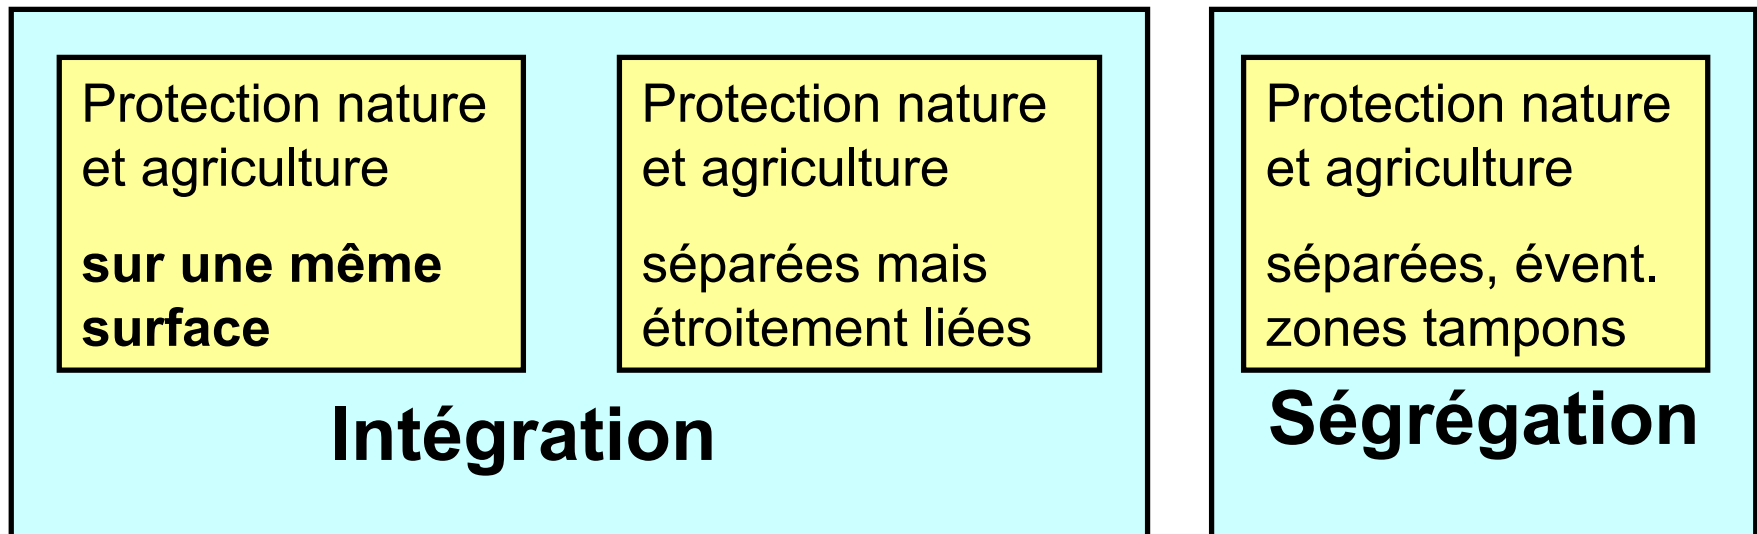 Protection nature
et agriculture
sur une même
surface
Protection nature
et agriculture
séparées mais
étroitement liées
Intégration
Protection nature
et agriculture
séparées, évent.
zones tampons
Ségrégation